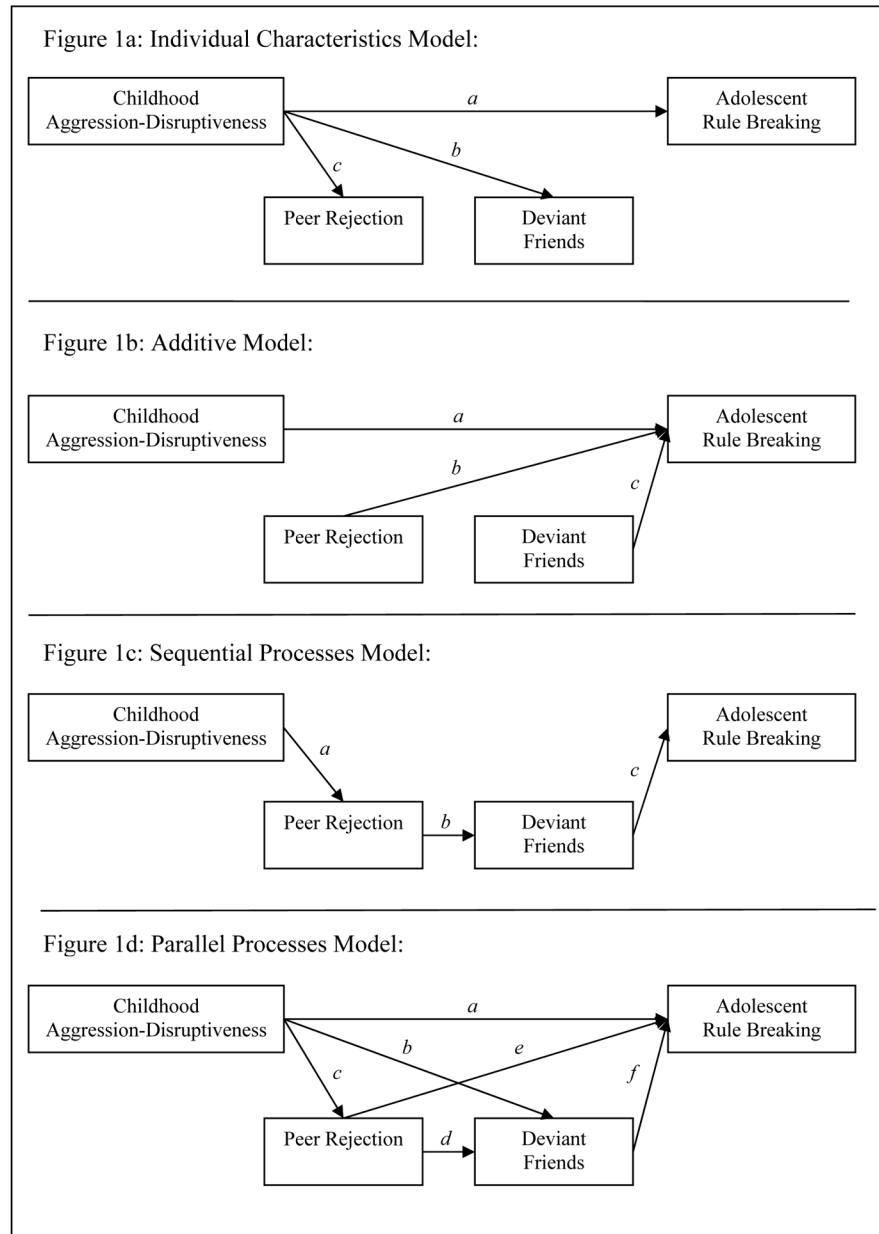 Figure 1a: Individual Characteristics Model:
Childhood
Aggression-Disruptiveness
a
Adolescent
Rule Breaking
b
c
Peer Rejection
Deviant
Friends
Figure 1b: Additive Model:
Childhood
Aggression-Disruptiveness
a
Adolescent
Rule Breaking
b
c
Peer Rejection
Deviant
Friends
Figure 1c: Sequential Processes Model:
Childhood
Aggression-Disruptiveness
Adolescent
Rule Breaking
a
c
Peer Rejection
b
Deviant
Friends
Figure 1d: Parallel Processes Model:
Childhood
Aggression-Disruptiveness
a
Adolescent
Rule Breaking
b
e
c
f
Peer Rejection
d
Deviant
Friends